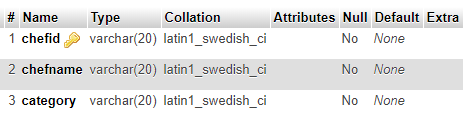 # Name Type Collation Attributes Null Default Extra
1 chefid varchar(20) latin1_swedish_ci No None
2 chefname varchar(20) latin1_swedish_ci No None
3 category varchar(20) latin1_swedish_ci No None